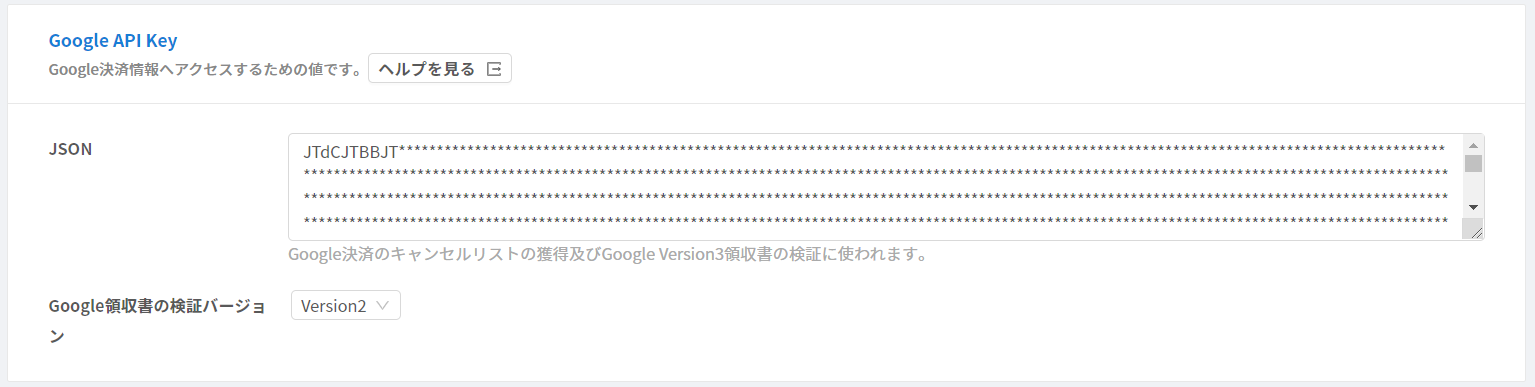 Google API Key
Google決済情報へアクセスするための値です。 ヘルプを見る
JSON
JTdCJTBBJT******************************************************************************************************************************************
********************************************************************************************************************************************************
********************************************************************************************************************************************************
********************************************************************************************************************************************************
Google決済のキャンセルリストの獲得及びGoogle Version3領収書の検証に使われます。
Google領収書の検証バージョ
ン
Version2